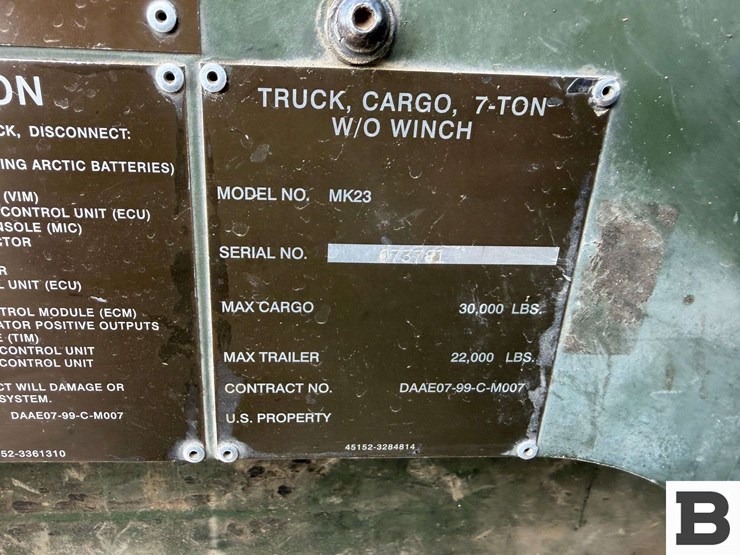 ON
CK, DISCONNECT:
ING ARCTIC BATTERIES)
(VIM)
CONTROL UNIT (ECU)
NSOLE (MIC)
CTOR
R
L UNIT (ECU)
TROL MODULE (ECM)
ATOR POSITIVE OUTPUTS
E (TIM)
CONTROL UNIT
CONTROL UNIT
CT WILL DAMAGE OR
SYSTEM.
DAAE07-99-C-M007
52-3361310
TRUCK, CARGO, 7-TON
W/O WINCH
MODEL NO. MK23
SERIAL NO. 073781
MAX CARGO 30,000 LBS.
MAX TRAILER 22,000 LBS.
CONTRACT NO. DAAE07-99-C-M007
U.S. PROPERTY
45152-3284814
B